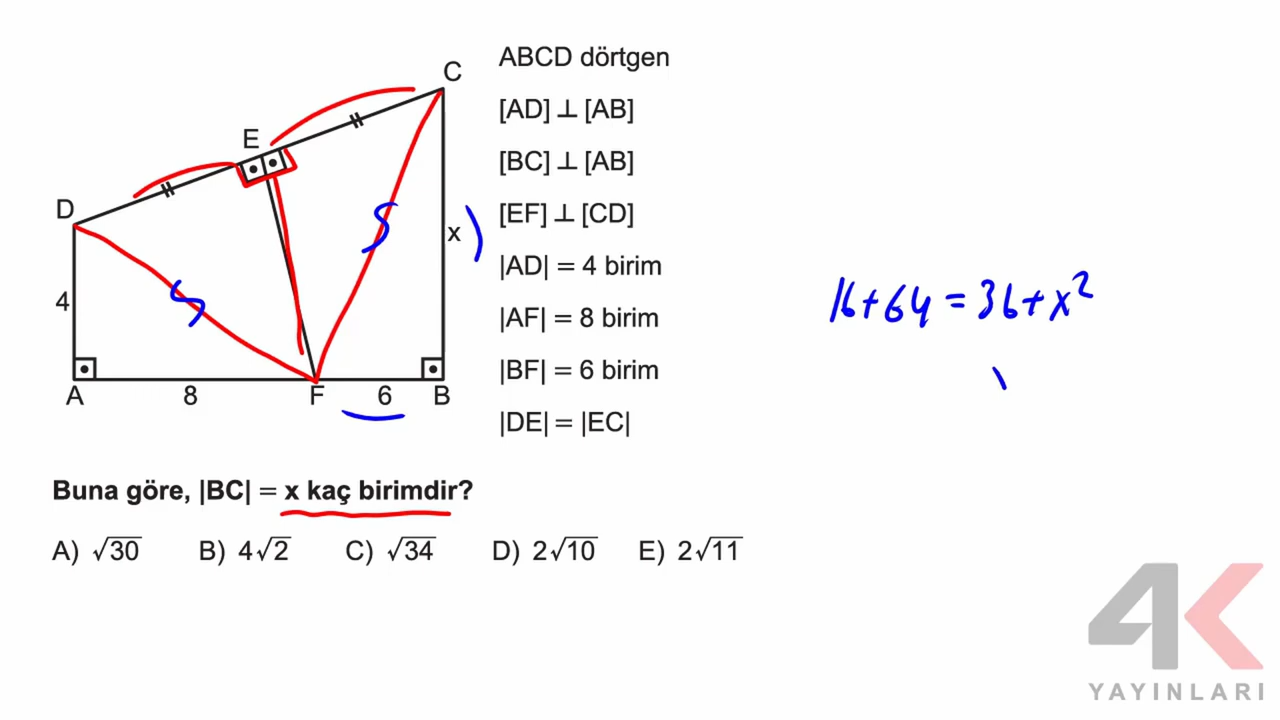 C
ABCD dörtgen
E
[AD] ⊥ [AB]
[BC] ⊥ [AB]
D
[EF] ⊥ [CD]
x
4
|AD| = 4 birim
16+64 = 36+x²
|AF| = 8 birim
|BF| = 6 birim
A 8 F 6 B
|DE| = |EC|
Buna göre, |BC| = x kaç birimdir?
A) √30 B) 4√2 C) √34 D) 2√10 E) 2√11
4K
YAYINLARI